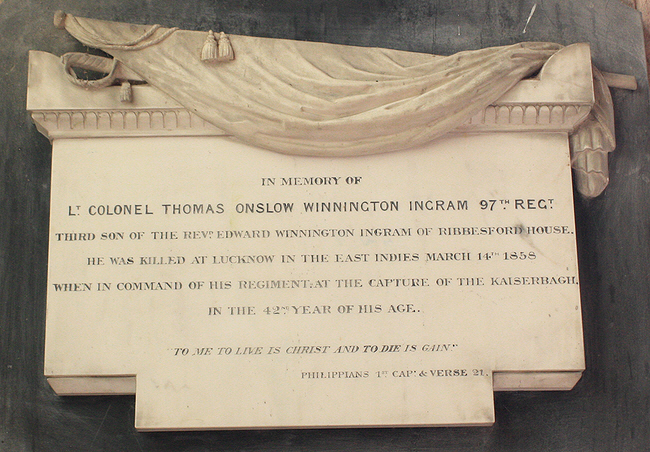 IN MEMORY OF
LT COLONEL THOMAS ONSLOW WINNINGTON INGRAM 97TH REGT
THIRD SON OF THE REVD EDWARD WINNINGTON INGRAM OF RIBBESFORD HOUSE.
HE WAS KILLED AT LUCKNOW IN THE EAST INDIES MARCH 14TH 1858
WHEN IN COMMAND OF HIS REGIMENT: AT THE CAPTURE OF THE KAISERBAGH,
IN THE 42ND YEAR OF HIS AGE.
"TO ME TO LIVE IS CHRIST AND TO DIE IS GAIN."
PHILIPPIANS 1ST CAP: & VERSE 21.